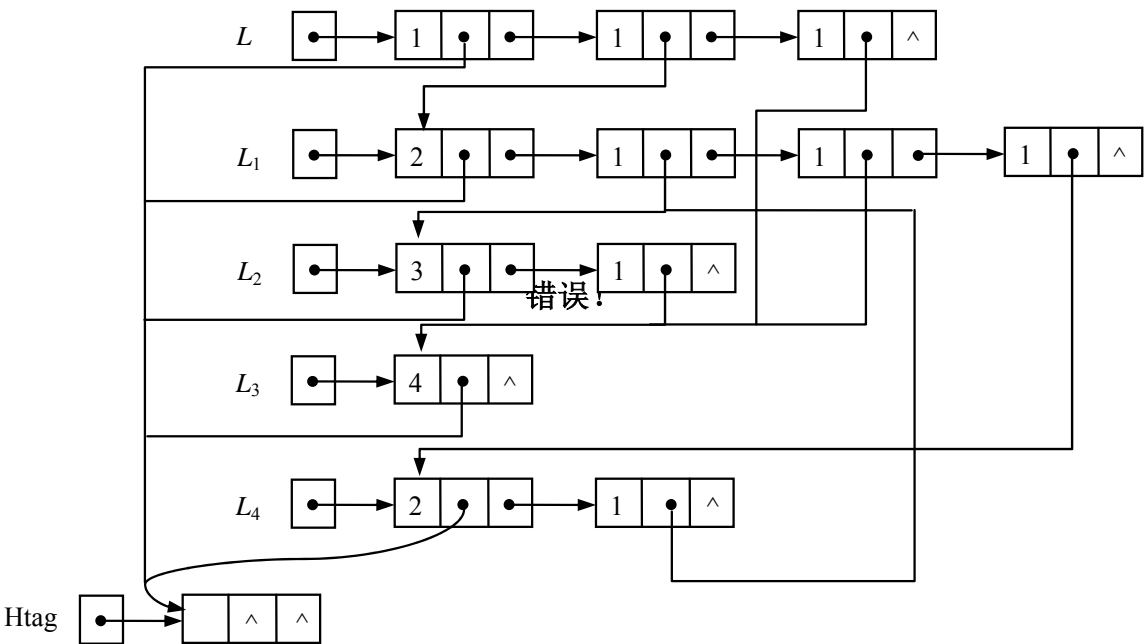 L 1 1 1 ^
L1 2 1 1 1 ^
L2 3 1 ^
错误！
L3 4 ^
L4 2 1 ^
Htag ^ ^